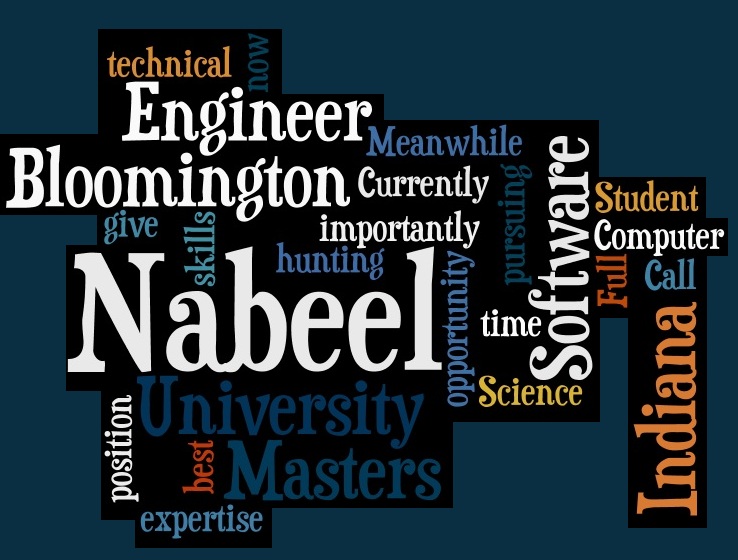 technical
now
Engineer
Meanwhile
Bloomington
Currently
pursuing
Software
Student
give
skills
importantly
Computer
hunting
Nabeel
opportunity
Full
Call
time
Science
Indiana
University
position
best
Masters
expertise